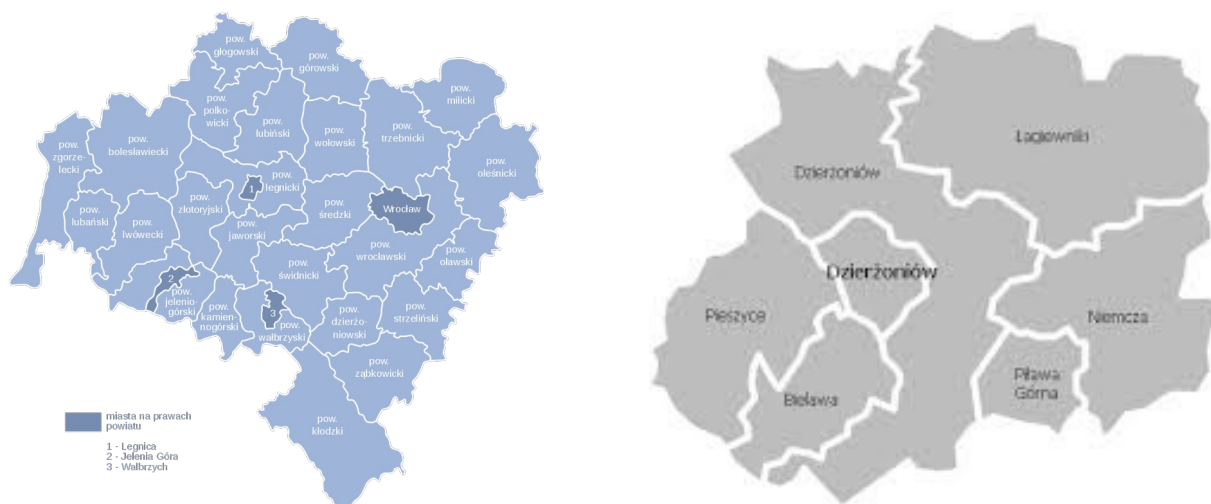 pow.
głogowski
pow.
górowski
pow.
milicki
pow.
polko-
wicki
pow.
lubiński
pow.
wołowski
pow.
trzebnicki
pow.
zgorze-
lecki
pow.
bolesławiecki
pow.
oleśnicki
1
pow.
legnicki
pow.
złotoryjski
pow.
średzki
Wrocław
pow.
lubański
pow.
lwówecki
pow.
jaworski
pow.
wrocławski
pow.
oławski
pow.
świdnicki
2
pow.
jelenio-
górski
pow.
kamien-
nogórski
3
pow.
wałbrzyski
pow.
dzierżo-
niowski
pow.
strzeliński
pow.
ząbkowicki
pow.
kłodzki
miasta na prawach
powiatu
1 - Legnica
2 - Jelenia Góra
3 - Wałbrzych
Łagiewniki
Dzierżoniów
Dzierżoniów
Pieszyce
Niemcza
Piława
Górna
Bielawa